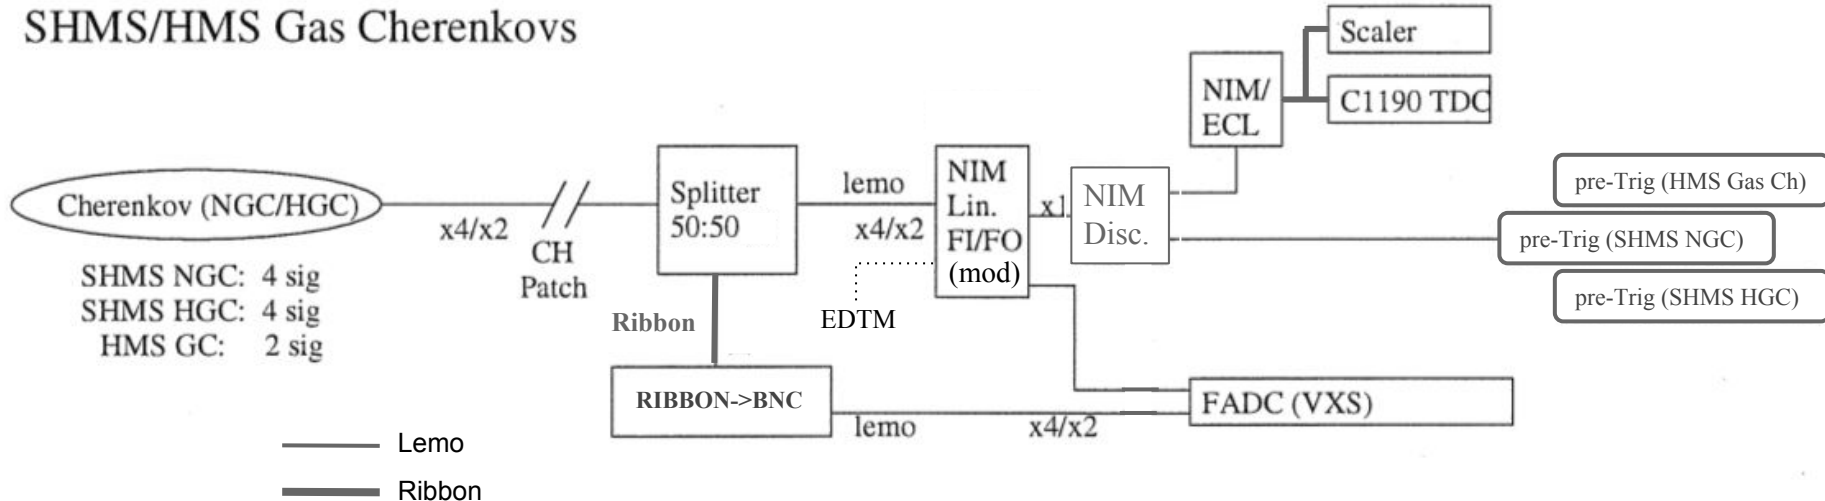 SHMS/HMS Gas Cherenkovs
Scaler
C1190 TDC
NIM/
ECL
Cherenkov (NGC/HGC)
x4/x2
CH
Patch
Splitter
50:50
lemo
x4/x2
NIM
Lin.
FI/FO
(mod)
x1
NIM
Disc.
pre-Trig (HMS Gas Ch)
pre-Trig (SHMS NGC)
pre-Trig (SHMS HGC)
SHMS NGC: 4 sig
SHMS HGC: 4 sig
HMS GC: 2 sig
Ribbon
EDTM
RIBBON->BNC
lemo
x4/x2
FADC (VXS)
Lemo
Ribbon